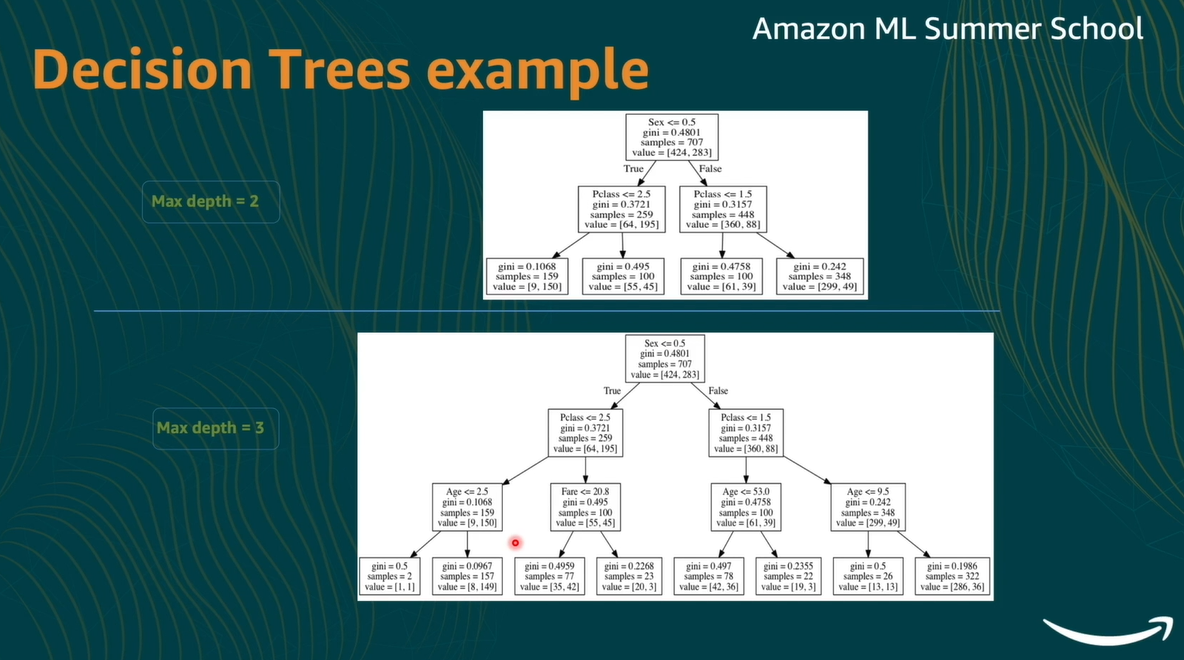 Amazon ML Summer School
Decision Trees example
Max depth = 2
Sex <= 0.5
gini = 0.4801
samples = 707
value = [424, 283]
True
False
Pclass <= 2.5
gini = 0.3721
samples = 259
value = [64, 195]
Pclass <= 1.5
gini = 0.3157
samples = 448
value = [360, 88]
gini = 0.1068
samples = 159
value = [9, 150]
gini = 0.495
samples = 100
value = [55, 45]
gini = 0.4758
samples = 100
value = [61, 39]
gini = 0.242
samples = 348
value = [299, 49]
Max depth = 3
Sex <= 0.5
gini = 0.4801
samples = 707
value = [424, 283]
True
False
Pclass <= 2.5
gini = 0.3721
samples = 259
value = [64, 195]
Pclass <= 1.5
gini = 0.3157
samples = 448
value = [360, 88]
Age <= 2.5
gini = 0.1068
samples = 159
value = [9, 150]
Fare <= 20.8
gini = 0.495
samples = 100
value = [55, 45]
Age <= 53.0
gini = 0.4758
samples = 100
value = [61, 39]
Age <= 9.5
gini = 0.242
samples = 348
value = [299, 49]
gini = 0.5
samples = 2
value = [1, 1]
gini = 0.0967
samples = 157
value = [8, 149]
gini = 0.4959
samples = 77
value = [35, 42]
gini = 0.2268
samples = 23
value = [20, 3]
gini = 0.497
samples = 78
value = [42, 36]
gini = 0.2355
samples = 22
value = [19, 3]
gini = 0.5
samples = 26
value = [13, 13]
gini = 0.1986
samples = 322
value = [286, 36]